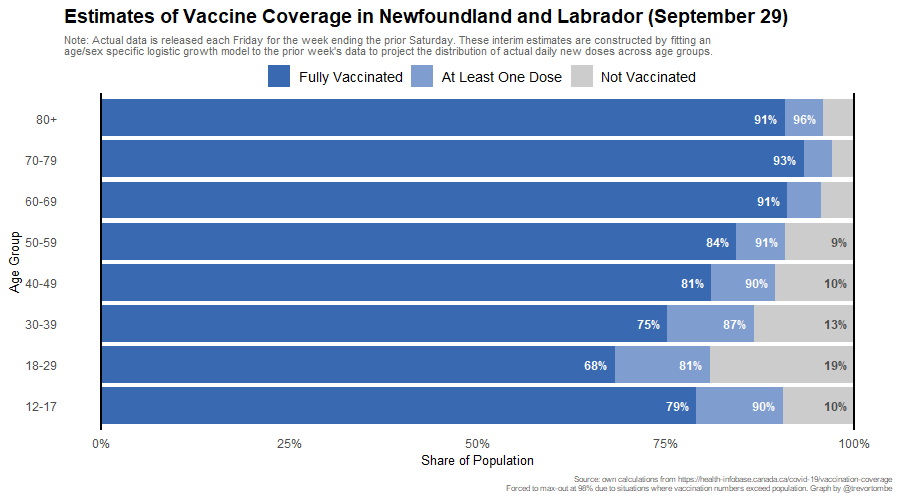 Estimates of Vaccine Coverage in Newfoundland and Labrador (September 29)
Note: Actual data is released each Friday for the week ending the prior Saturday. These interim estimates are constructed by fitting an
age/sex specific logistic growth model to the prior week's data to project the distribution of actual daily new doses across age groups.
Fully Vaccinated At Least One Dose Not Vaccinated
80+ 91% 96%
70-79 93%
60-69 91%
50-59 84% 91% 9%
40-49 81% 90% 10%
30-39 75% 87% 13%
18-29 68% 81% 19%
12-17 79% 90% 10%
Age Group
0% 25% 50% 75% 100%
Share of Population
Source: own calculations from https://health-infobase.canada.ca/covid-19/vaccination-coverage
Forced to max-out at 98% due to situations where vaccination numbers exceed population. Graph by @trevortombe